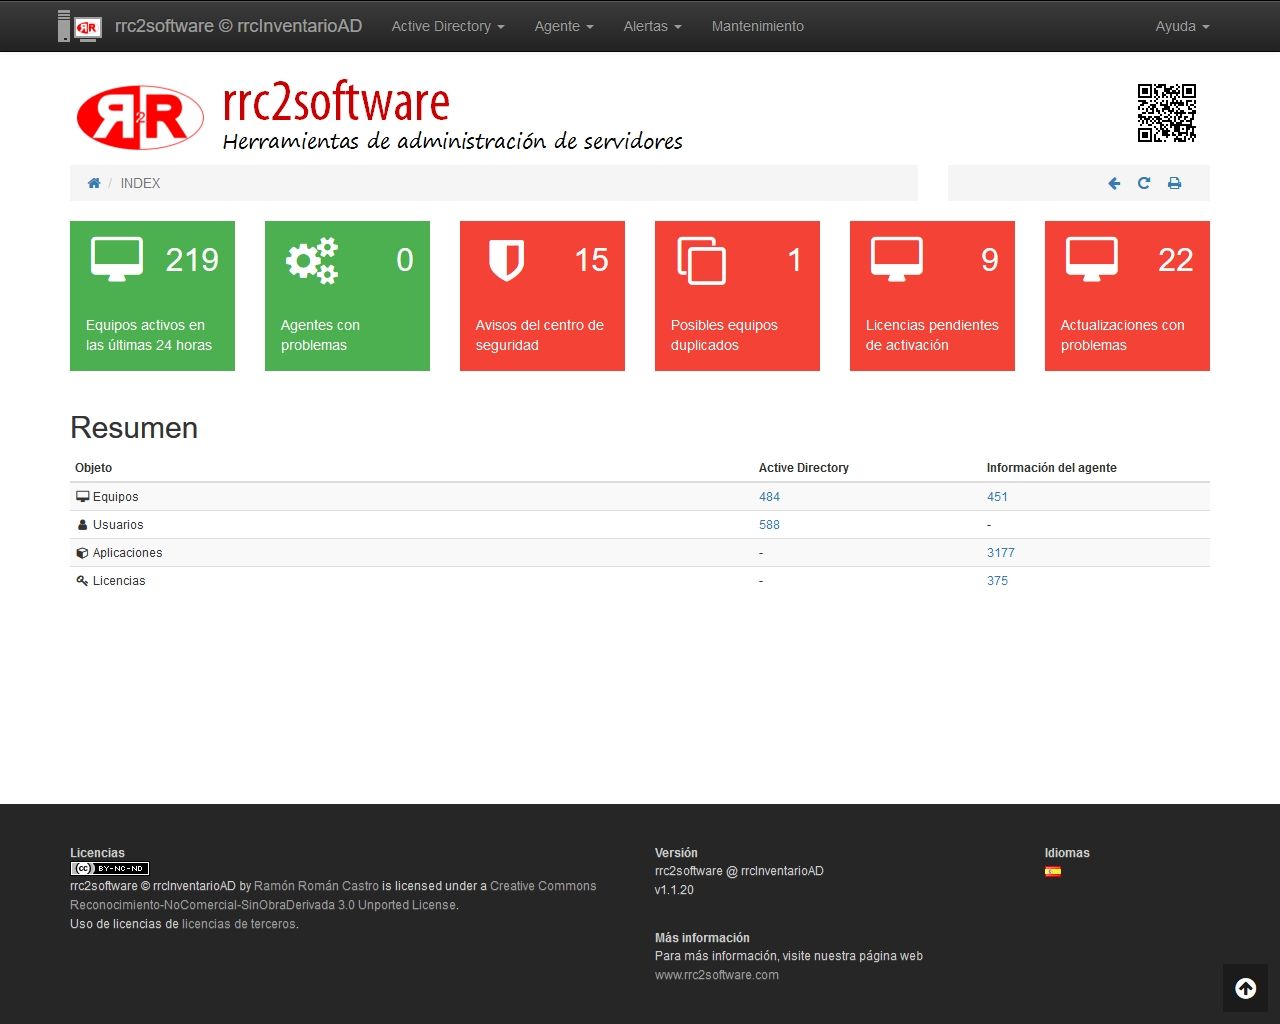 rrc2software © rrcInventarioAD Active Directory Agente Alertas Mantenimiento Ayuda
rrc2software
Herramientas de administración de servidores
/ INDEX
219
Equipos activos en
las últimas 24 horas
0
Agentes con
problemas
15
Avisos del centro de
seguridad
1
Posibles equipos
duplicados
9
Licencias pendientes
de activación
22
Actualizaciones con
problemas
Resumen
Objeto Active Directory Información del agente
Equipos 484 451
Usuarios 588 -
Aplicaciones - 3177
Licencias - 375
Licencias
cc BY-NC-ND
rrc2software © rrcInventarioAD by Ramón Román Castro is licensed under a Creative Commons
Reconocimiento-NoComercial-SinObraDerivada 3.0 Unported License.
Uso de licencias de licencias de terceros.
Versión
rrc2software @ rrcInventarioAD
v1.1.20
Más información
Para más información, visite nuestra página web
www.rrc2software.com
Idiomas